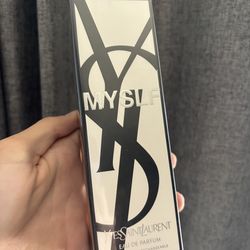 MYSLF
YVESSAINTLAURENT
EAU DE PARFUM